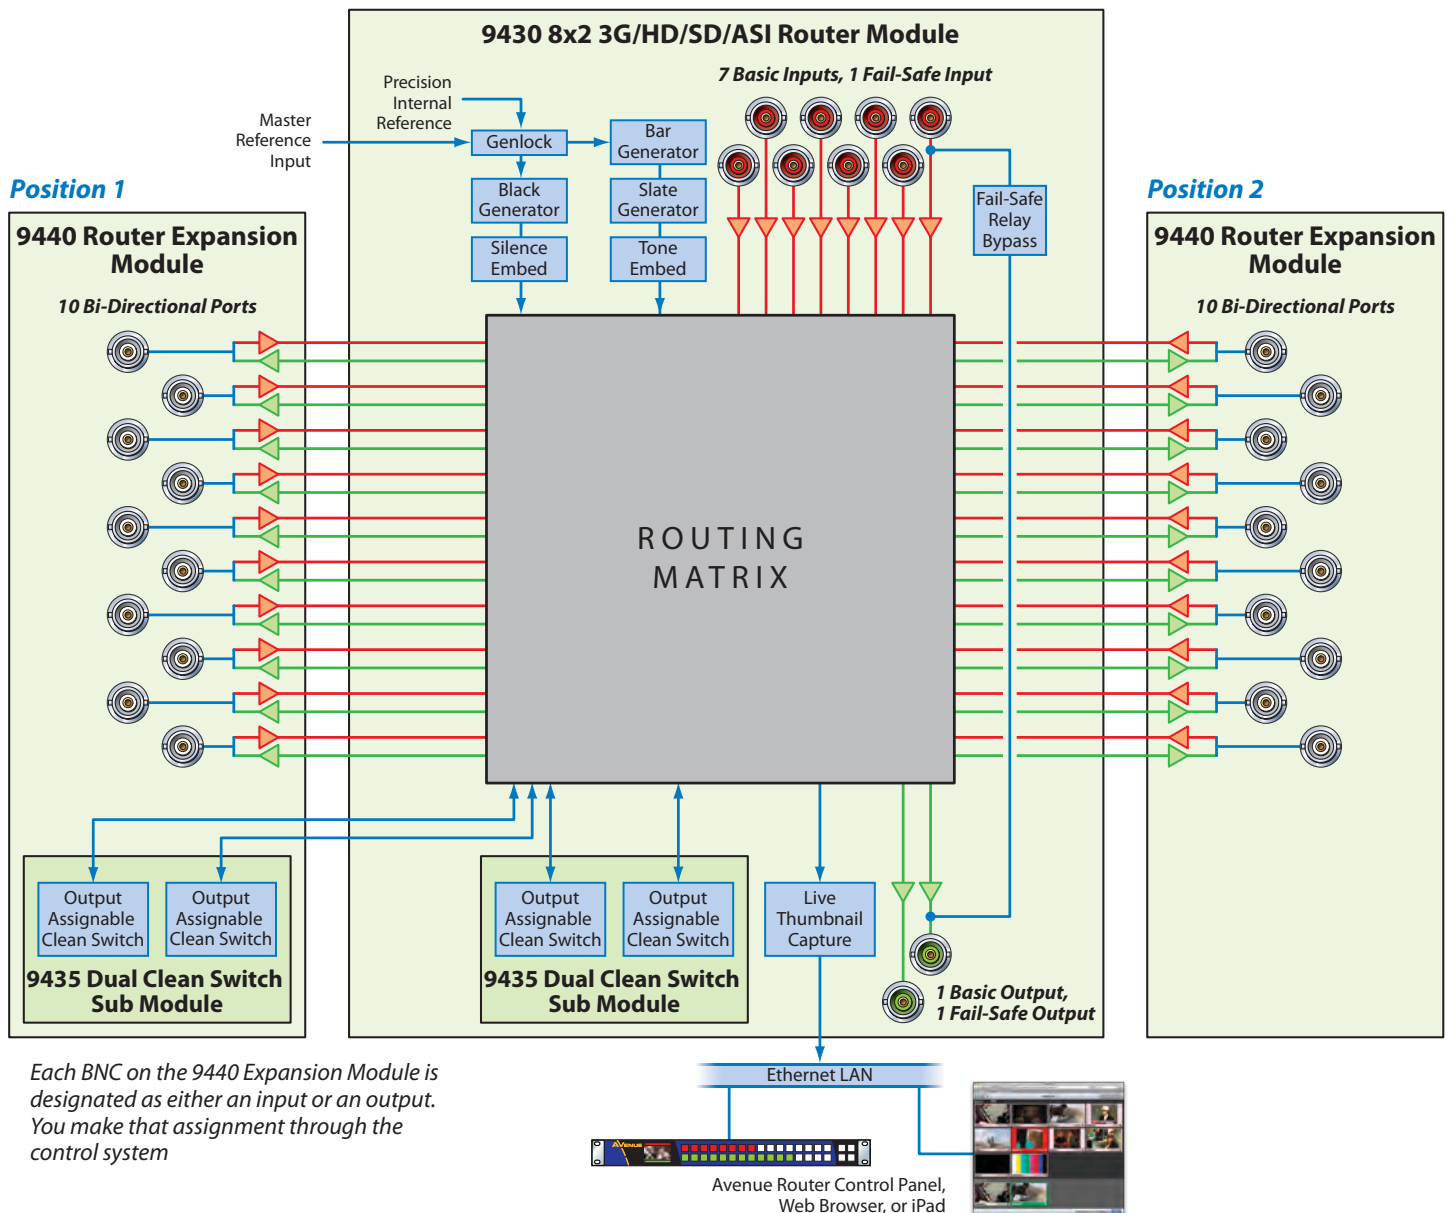 9430 8x2 3G/HD/SD/ASI Router Module
7 Basic Inputs, 1 Fail-Safe Input
Precision
Internal
Reference
Master
Reference
Input
Genlock
Bar
Generator
Black
Generator
Slate
Generator
Silence
Embed
Tone
Embed
Fail-Safe
Relay
Bypass
Position 1
9440 Router Expansion
Module
10 Bi-Directional Ports
Position 2
9440 Router Expansion
Module
10 Bi-Directional Ports
ROUTING
MATRIX
Output
Assignable
Clean Switch
Output
Assignable
Clean Switch
9435 Dual Clean Switch
Sub Module
Output
Assignable
Clean Switch
Output
Assignable
Clean Switch
9435 Dual Clean Switch
Sub Module
Live
Thumbnail
Capture
1 Basic Output,
1 Fail-Safe Output
Each BNC on the 9440 Expansion Module is
designated as either an input or an output.
You make that assignment through the
control system
Ethernet LAN
AVENUE
Avenue Router Control Panel,
Web Browser, or iPad